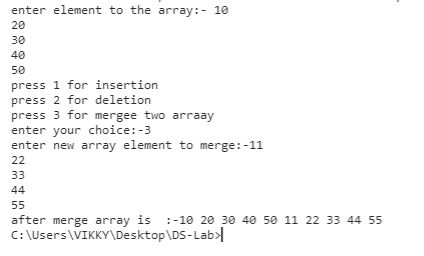 enter element to the array:- 10
20
30
40
50
press 1 for insertion
press 2 for deletion
press 3 for mergee two arraay
enter your choice:-3
enter new array element to merge:-11
22
33
44
55
after merge array is  :-10 20 30 40 50 11 22 33 44 55
C:\Users\VIKKY\Desktop\DS-Lab>